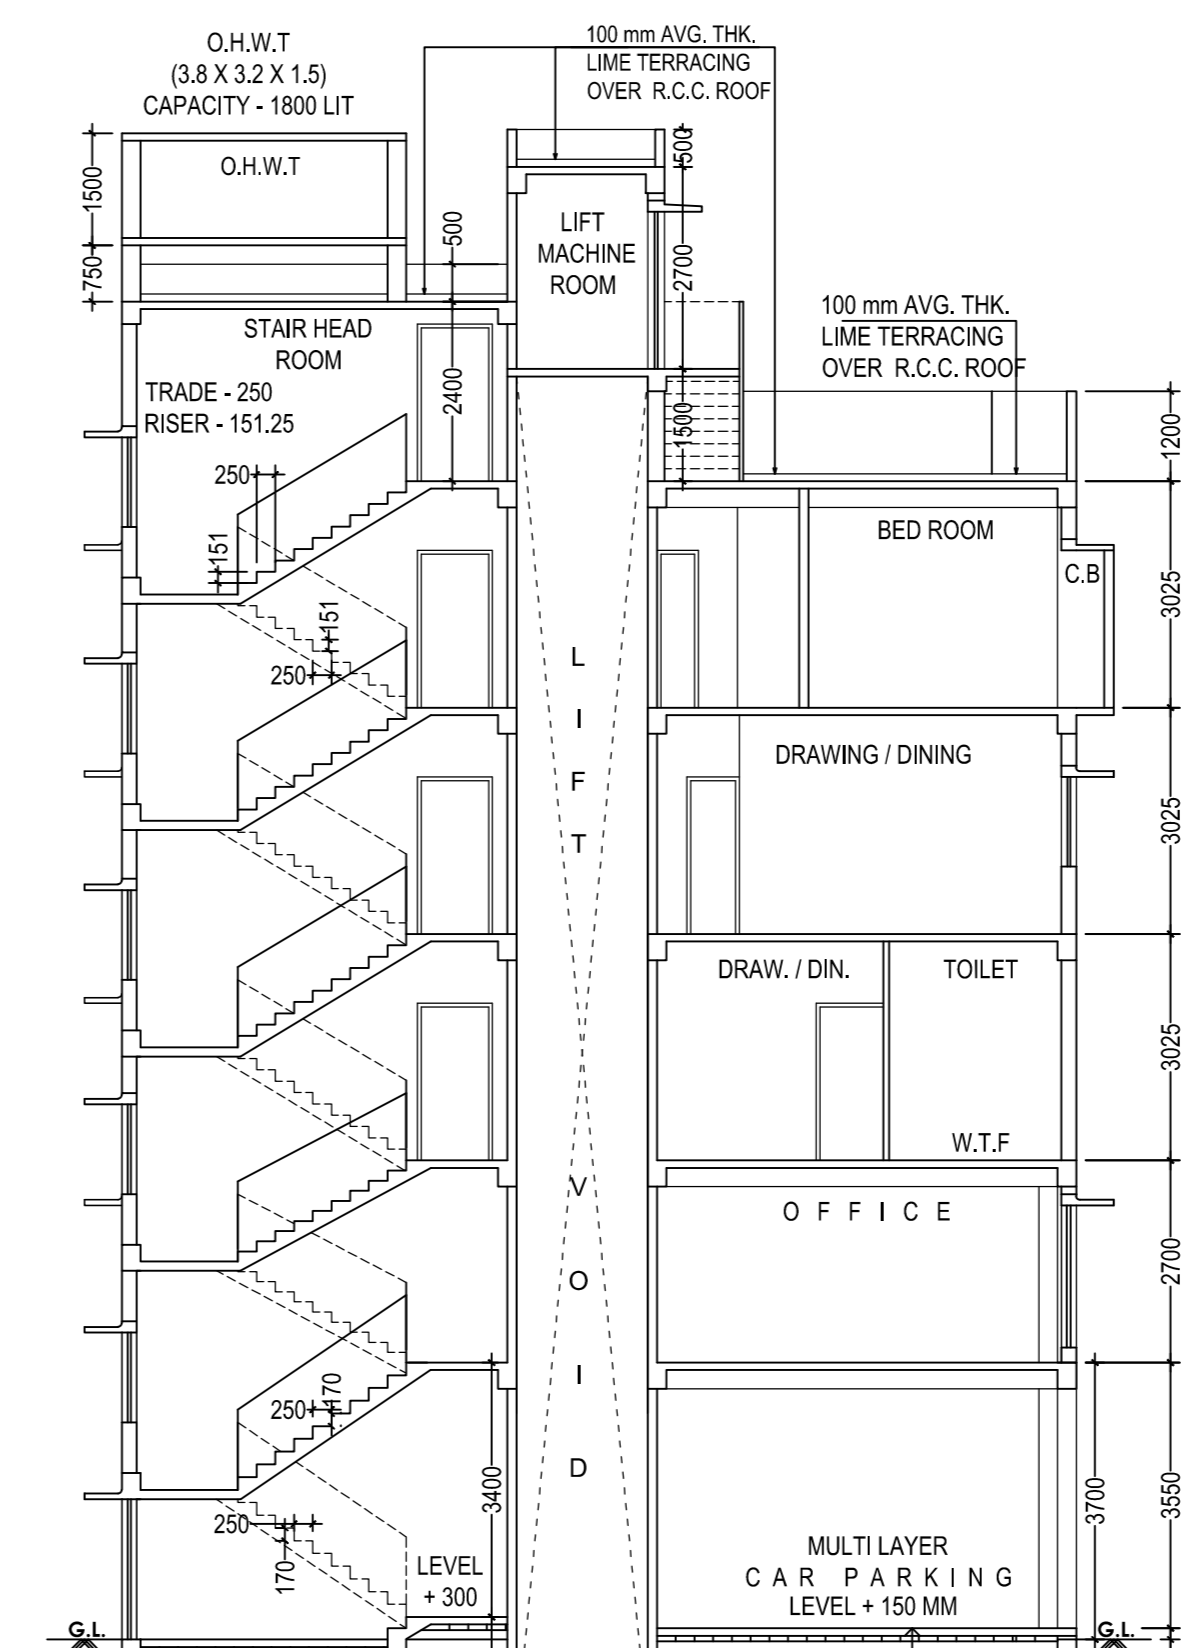 O.H.W.T
(3.8 X 3.2 X 1.5)
CAPACITY - 1800 LIT
100 mm AVG. THK.
LIME TERRACING
OVER R.C.C. ROOF
O.H.W.T
1500
750
500
500
LIFT
MACHINE
ROOM
2700
100 mm AVG. THK.
LIME TERRACING
OVER R.C.C. ROOF
STAIR HEAD
ROOM
TRADE - 250
RISER - 151.25
2400
1500
1200
250
151
BED ROOM
C.B
3025
151
250
L
I
F
T
DRAWING / DINING
3025
DRAW. / DIN.
TOILET
3025
W.T.F
V
O
I
D
O F F I C E
2700
250
170
3400
3700
3550
250
170
LEVEL
+ 300
MULTI LAYER
C A R P A R K I N G
LEVEL + 150 MM
G.L.
G.L.